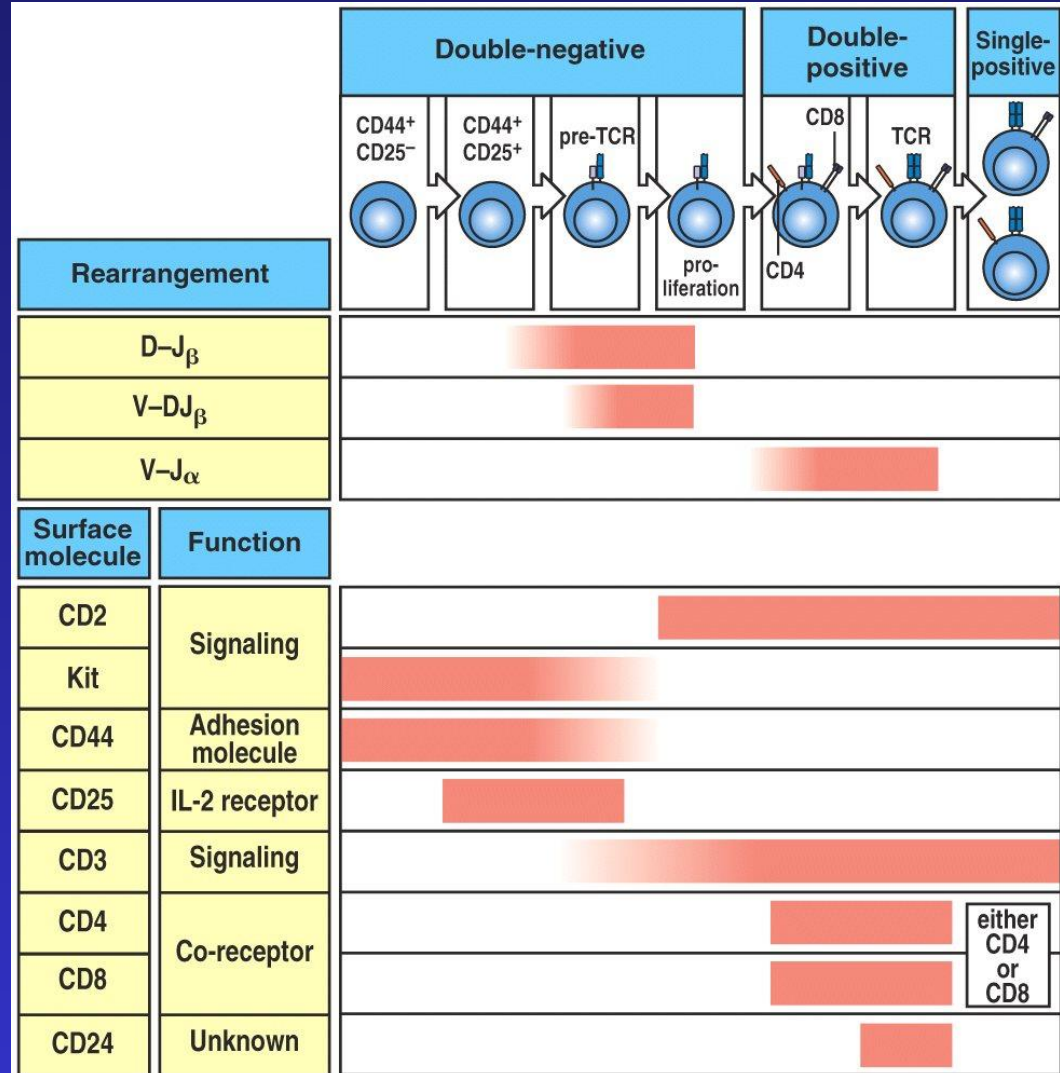 Double-negative
Double-
positive
Single-
positive
CD44⁺
CD25⁻
CD44⁺
CD25⁺
pre-TCR
CD8
TCR
pro-
liferation
CD4
Rearrangement
D–Jβ
V–DJβ
V–Jα
Surface
molecule
Function
CD2
Signaling
Kit
CD44
Adhesion
molecule
CD25
IL-2 receptor
CD3
Signaling
CD4
Co-receptor
CD8
either
CD4
or
CD8
CD24
Unknown